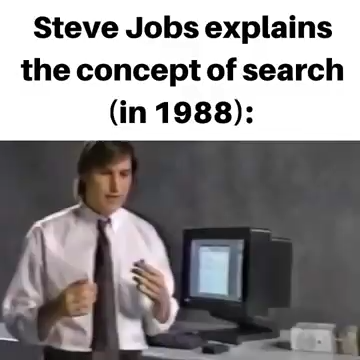 Steve Jobs explains
the concept of search
(in 1988):